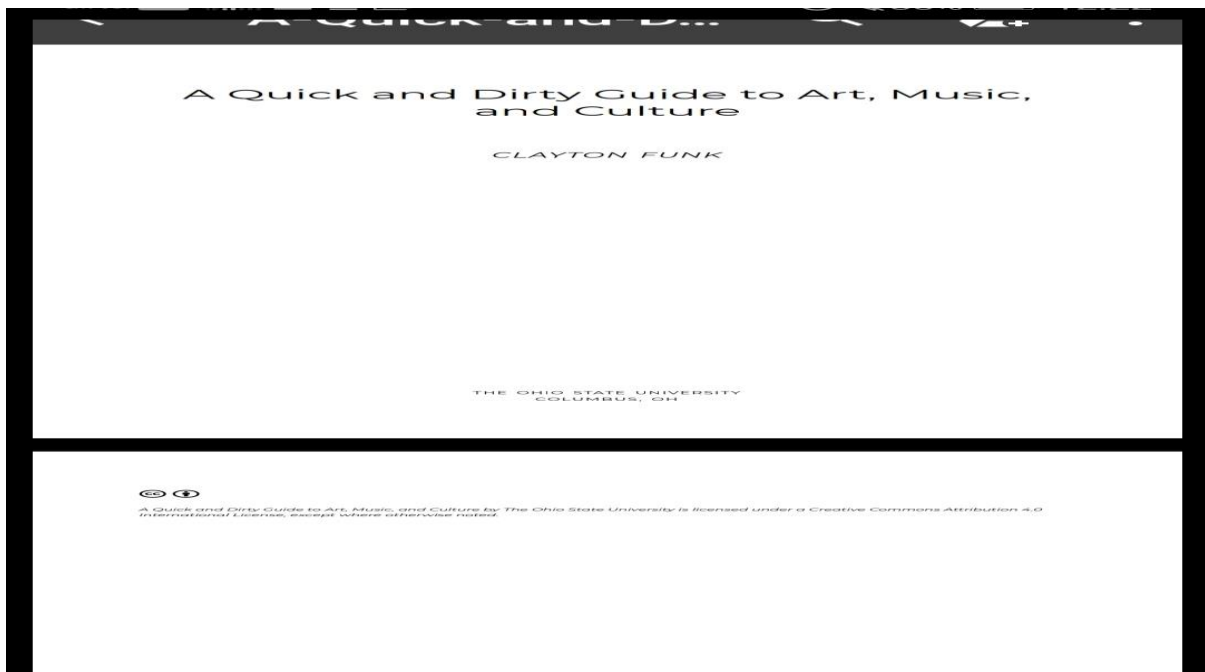 A-Quick-and-D...
A Quick and Dirty Guide to Art, Music,
and Culture
CLAYTON FUNK
THE OHIO STATE UNIVERSITY
COLUMBUS, OH
A Quick and Dirty Guide to Art, Music, and Culture by The Ohio State University is licensed under a Creative Commons Attribution 4.0
International License, except where otherwise noted.